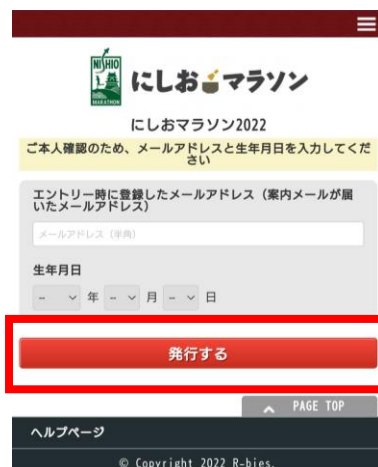 NISHIO
MARATHON
にしおマラソン
にしおマラソン2022
ご本人確認のため、メールアドレスと生年月日を入力してくだ
さい
エントリー時に登録したメールアドレス（案内メールが届
いたメールアドレス）
メールアドレス（半角）
生年月日
-- 年 -- 月 -- 日
発行する
PAGE TOP
ヘルプページ
© Copyright 2022 R-bies.